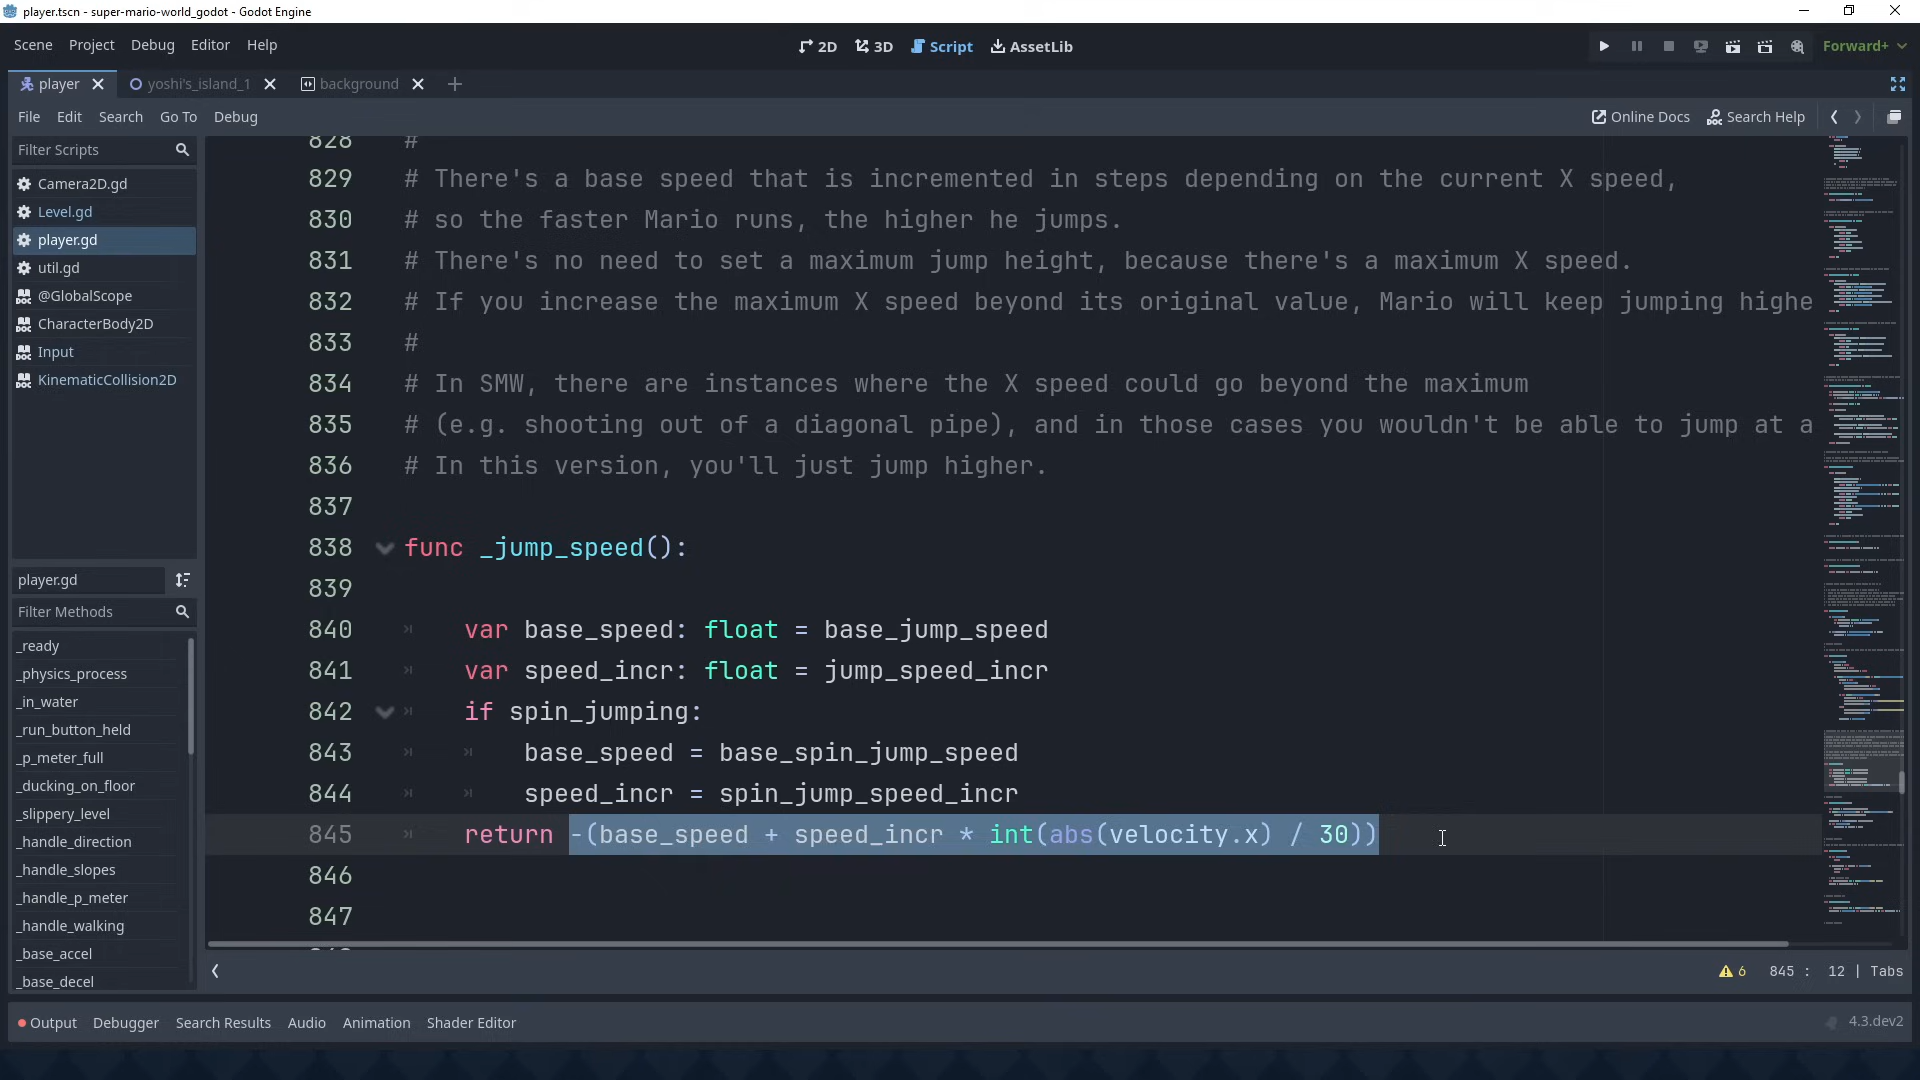 player.tscn - super-mario-world_godot - Godot Engine
Scene Project Debug Editor Help
2D 3D Script AssetLib
Forward+
player yoshi's_island_1 background
File Edit Search Go To Debug
Online Docs Search Help
Filter Scripts
Camera2D.gd
Level.gd
player.gd
util.gd
@GlobalScope
CharacterBody2D
Input
KinematicCollision2D
player.gd
Filter Methods
_ready
_physics_process
_in_water
_run_button_held
_p_meter_full
_ducking_on_floor
_slippery_level
_handle_direction
_handle_slopes
_handle_p_meter
_handle_walking
_base_accel
_base_decel
828 #
829 # There's a base speed that is incremented in steps depending on the current X speed,
830 # so the faster Mario runs, the higher he jumps.
831 # There's no need to set a maximum jump height, because there's a maximum X speed.
832 # If you increase the maximum X speed beyond its original value, Mario will keep jumping highe
833 #
834 # In SMW, there are instances where the X speed could go beyond the maximum
835 # (e.g. shooting out of a diagonal pipe), and in those cases you wouldn't be able to jump at a
836 # In this version, you'll just jump higher.
837
838 func _jump_speed():
839
840 var base_speed: float = base_jump_speed
841 var speed_incr: float = jump_speed_incr
842 if spin_jumping:
843 base_speed = base_spin_jump_speed
844 speed_incr = spin_jump_speed_incr
845 return -(base_speed + speed_incr * int(abs(velocity.x) / 30))
846
847
6 845 : 12 | Tabs
Output Debugger Search Results Audio Animation Shader Editor
4.3.dev2